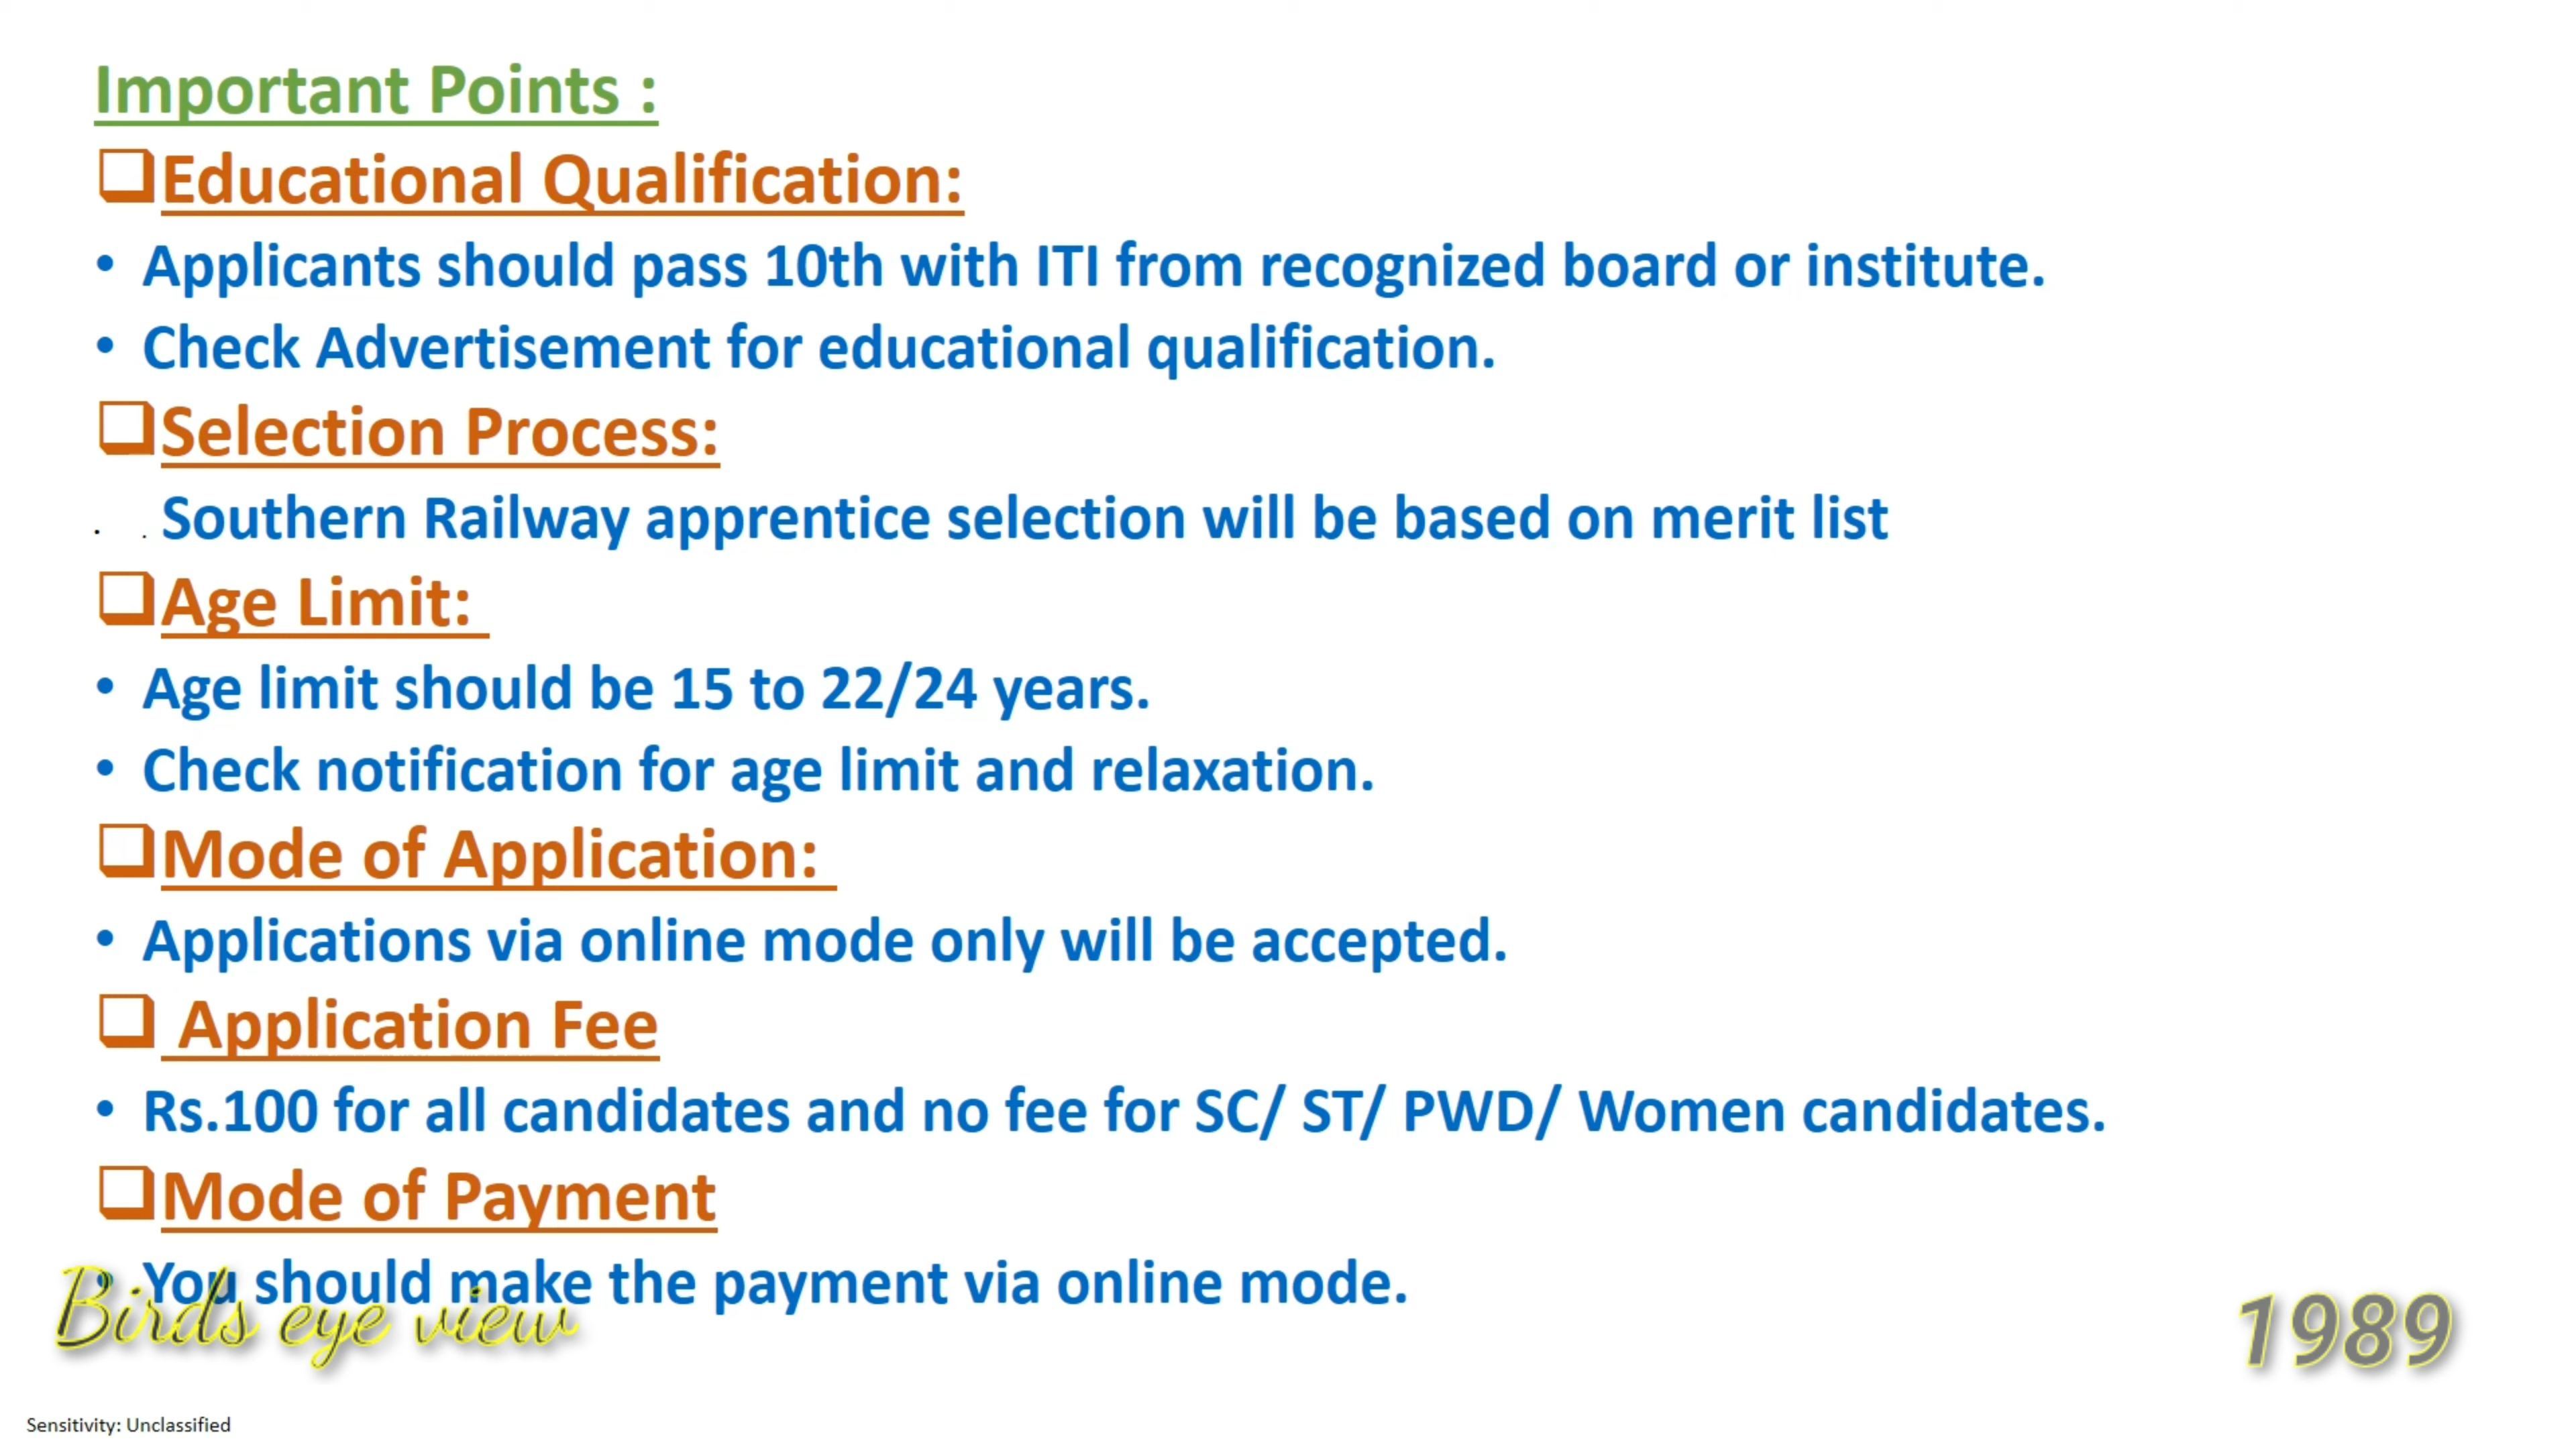 Important Points :
Educational Qualification:
• Applicants should pass 10th with ITI from recognized board or institute.
• Check Advertisement for educational qualification.
Selection Process:
. . Southern Railway apprentice selection will be based on merit list
Age Limit:
• Age limit should be 15 to 22/24 years.
• Check notification for age limit and relaxation.
Mode of Application:
• Applications via online mode only will be accepted.
Application Fee
• Rs.100 for all candidates and no fee for SC/ ST/ PWD/ Women candidates.
Mode of Payment
• You should make the payment via online mode.
Birds eye view
1989
Sensitivity: Unclassified